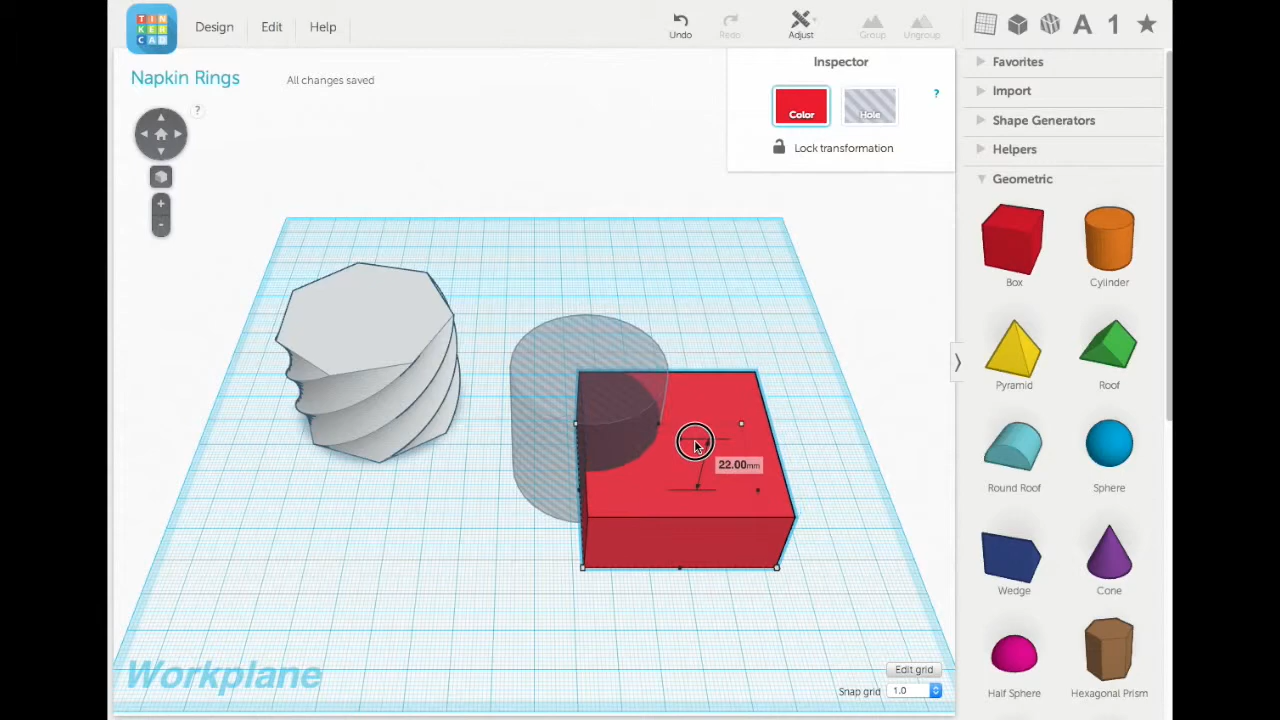 TIN
KER
CAD
Design
Edit
Help
Undo
Redo
Adjust
Group
Ungroup
A
1
Napkin Rings
All changes saved
?
+
-
Inspector
Color
Hole
?
Lock transformation
Favorites
Import
Shape Generators
Helpers
Geometric
Box
Cylinder
Pyramid
Roof
Round Roof
Sphere
Wedge
Cone
Half Sphere
Hexagonal Prism
22.00mm
Workplane
Edit grid
Snap grid
1.0